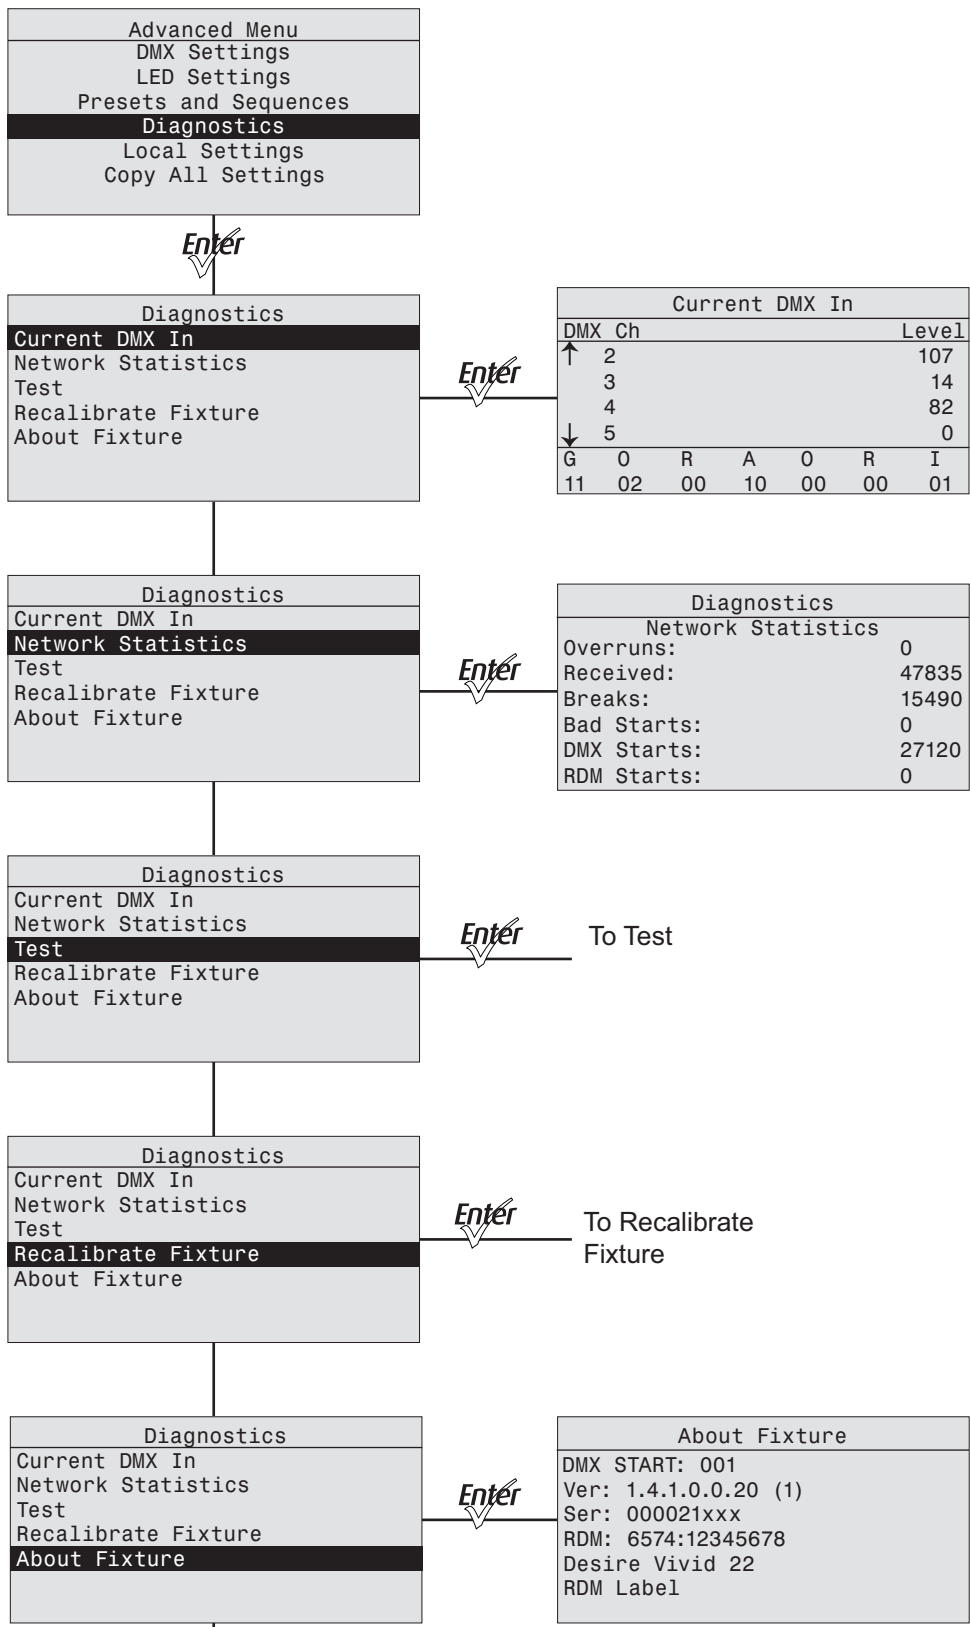 Advanced Menu
DMX Settings
LED Settings
Presets and Sequences
Diagnostics
Local Settings
Copy All Settings
Enter
Diagnostics
Current DMX In
Network Statistics
Test
Recalibrate Fixture
About Fixture
Enter
Current DMX In
DMX Ch Level
↑ 2 107
3 14
4 82
↓ 5 0
G O R A O R I
11 02 00 10 00 00 01
Diagnostics
Current DMX In
Network Statistics
Test
Recalibrate Fixture
About Fixture
Enter
Diagnostics
Network Statistics
Overruns: 0
Received: 47835
Breaks: 15490
Bad Starts: 0
DMX Starts: 27120
RDM Starts: 0
Diagnostics
Current DMX In
Network Statistics
Test
Recalibrate Fixture
About Fixture
Enter
To Test
Diagnostics
Current DMX In
Network Statistics
Test
Recalibrate Fixture
About Fixture
Enter
To Recalibrate
Fixture
Diagnostics
Current DMX In
Network Statistics
Test
Recalibrate Fixture
About Fixture
Enter
About Fixture
DMX START: 001
Ver: 1.4.1.0.0.20 (1)
Ser: 000021xxx
RDM: 6574:12345678
Desire Vivid 22
RDM Label